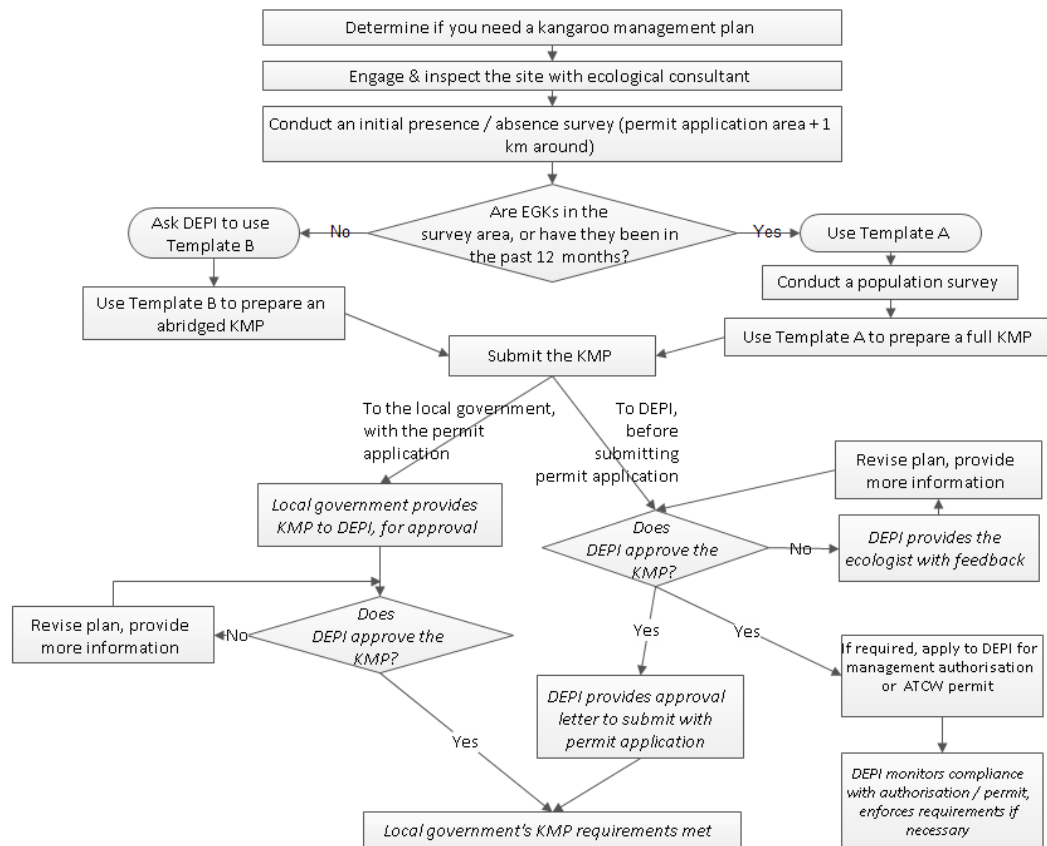 Determine if you need a kangaroo management plan
Engage & inspect the site with ecological consultant
Conduct an initial presence / absence survey (permit application area + 1
km around)
Are EGKs in the
survey area, or have they been in
the past 12 months?
No
Yes
Ask DEPI to use
Template B
Use Template A
Use Template B to prepare an
abridged KMP
Conduct a population survey
Use Template A to prepare a full KMP
Submit the KMP
To the local government,
with the permit
application
To DEPI,
before
submitting
permit application
Local government provides
KMP to DEPI, for approval
Does
DEPI approve the
KMP?
No
Revise plan, provide
more information
DEPI provides the
ecologist with feedback
Revise plan, provide
more information
No
Does
DEPI approve the
KMP?
Yes
Yes
Yes
If required, apply to DEPI for
management authorisation
or ATCW permit
DEPI provides approval
letter to submit with
permit application
DEPI monitors compliance
with authorisation / permit,
enforces requirements if
necessary
Local government's KMP requirements met